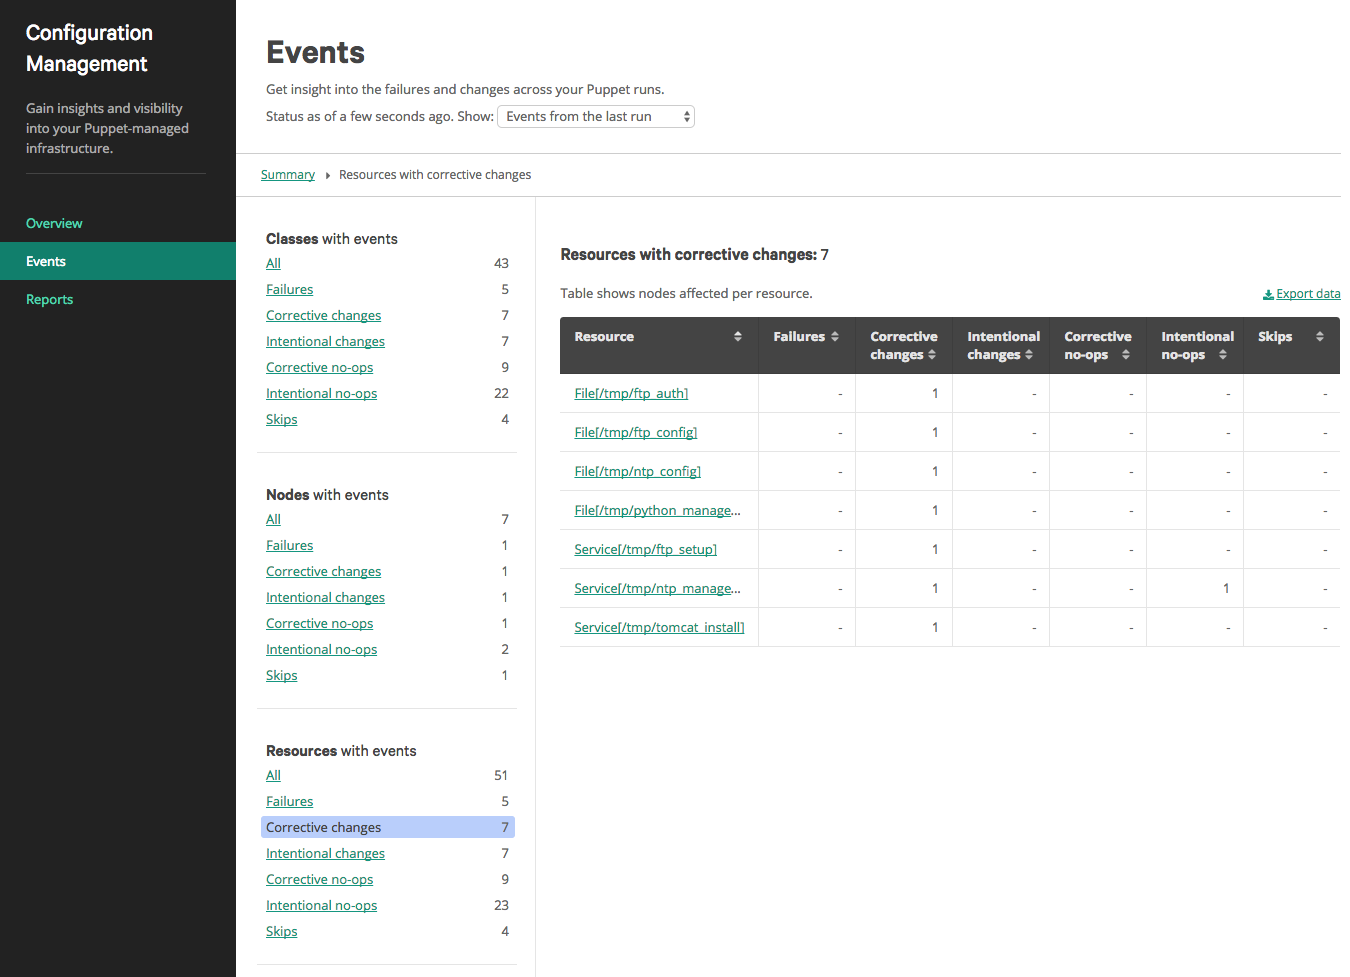 Configuration
Management
Gain insights and visibility
into your Puppet-managed
infrastructure.
Overview
Events
Reports
Events
Get insight into the failures and changes across your Puppet runs.
Status as of a few seconds ago. Show: Events from the last run
Summary Resources with corrective changes
Classes with events
All 43
Failures 5
Corrective changes 7
Intentional changes 7
Corrective no-ops 9
Intentional no-ops 22
Skips 4
Nodes with events
All 7
Failures 1
Corrective changes 1
Intentional changes 1
Corrective no-ops 1
Intentional no-ops 2
Skips 1
Resources with events
All 51
Failures 5
Corrective changes 7
Intentional changes 7
Corrective no-ops 9
Intentional no-ops 23
Skips 4
Resources with corrective changes: 7
Table shows nodes affected per resource.
Export data
Resource Failures Corrective Intentional Corrective Intentional Skips
changes changes no-ops no-ops
File[/tmp/ftp_auth] - 1 - - - -
File[/tmp/ftp_config] - 1 - - - -
File[/tmp/ntp_config] - 1 - - - -
File[/tmp/python_manage... - 1 - - - -
Service[/tmp/ftp_setup] - 1 - - - -
Service[/tmp/ntp_manage... - 1 - - 1 -
Service[/tmp/tomcat_install] - 1 - - - -